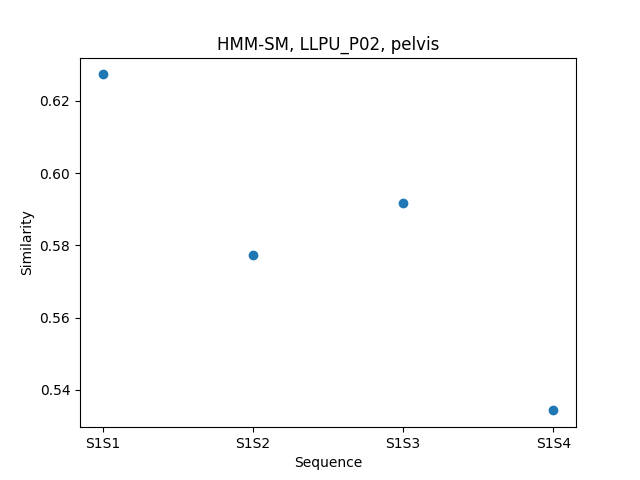 HMM-SM, LLPU_P02, pelvis
0.62
0.60
0.58
0.56
0.54
Similarity
S1S1 S1S2 S1S3 S1S4
Sequence